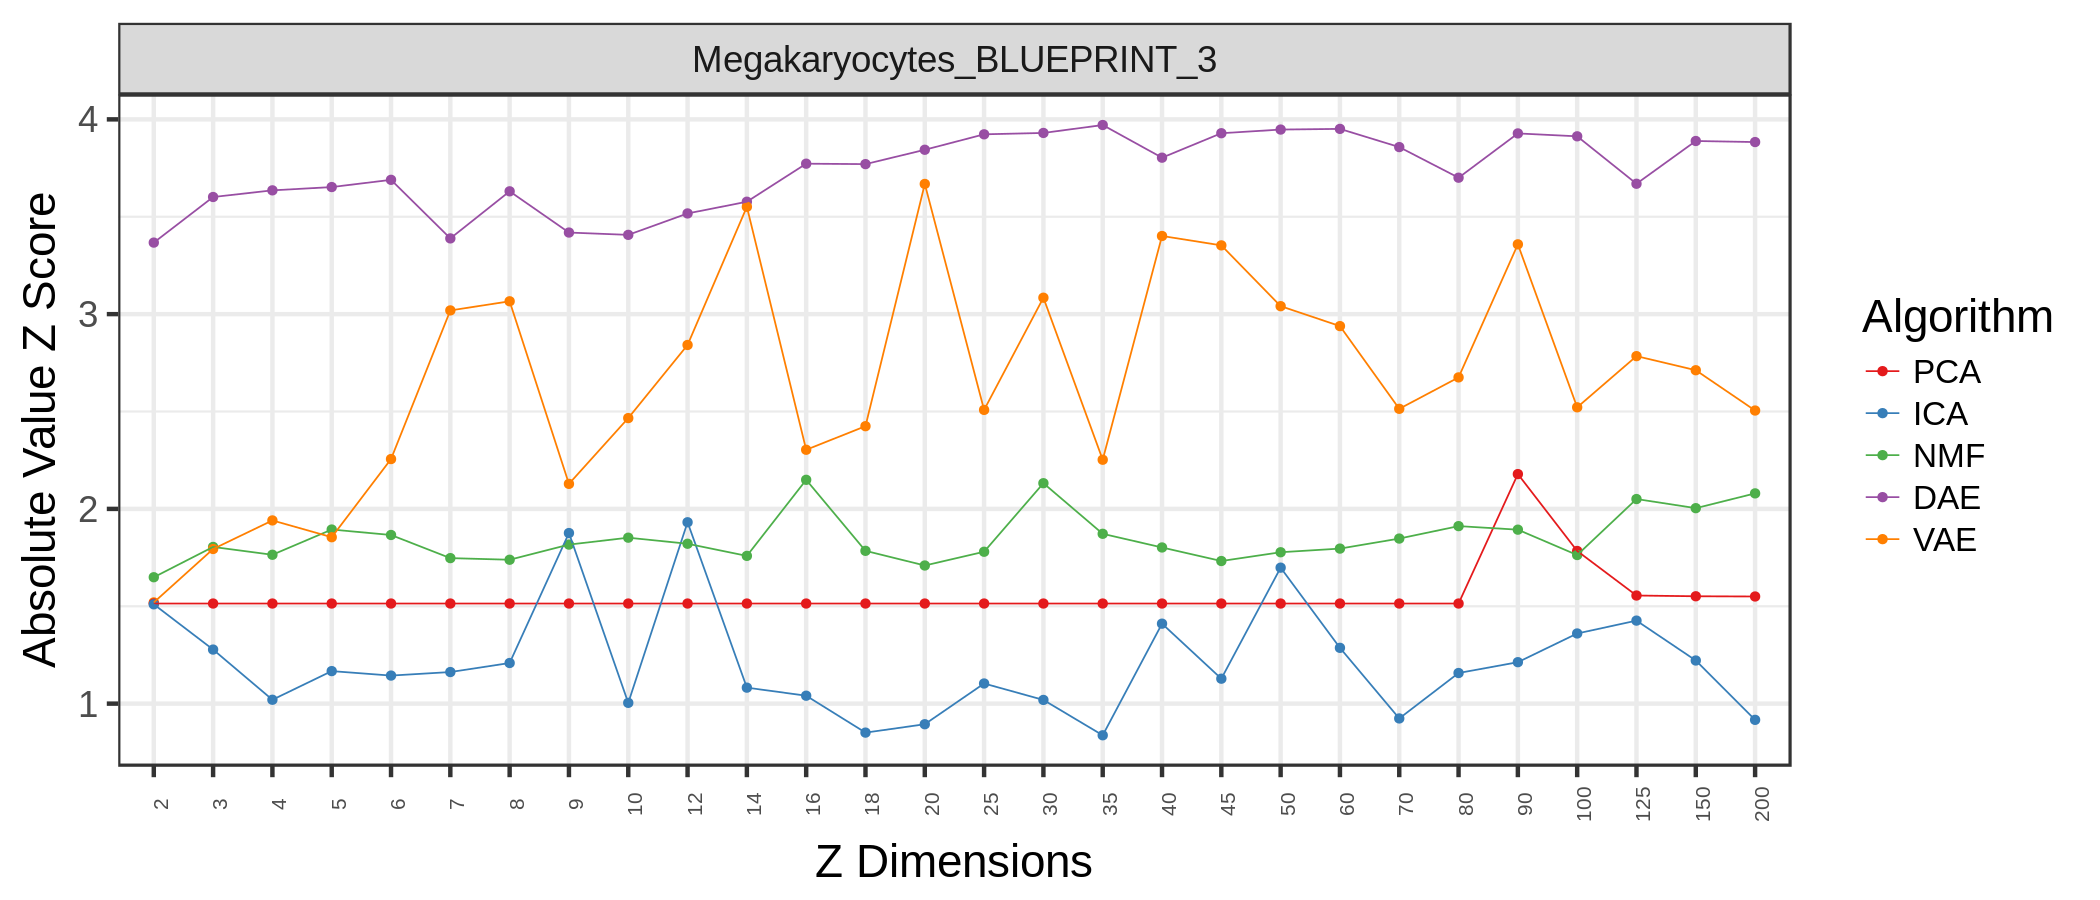 Megakaryocytes_BLUEPRINT_3
4
3
2
1
Absolute Value Z Score
2 3 4 5 6 7 8 9 10 12 14 16 18 20 25 30 35 40 45 50 60 70 80 90 100 125 150 200
Z Dimensions
Algorithm
PCA
ICA
NMF
DAE
VAE